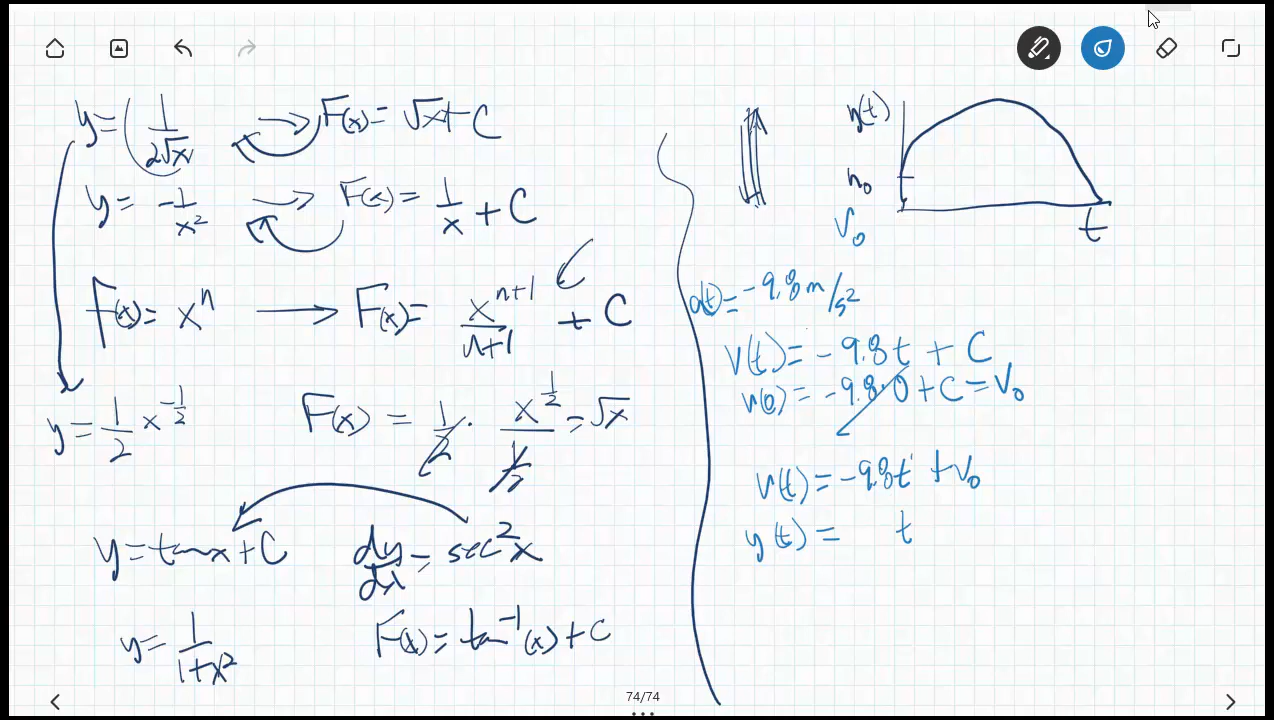 y = (1/(2√x) → F(x) = √x + C
y = -1/x² → F(x) = 1/x + C
F(x) = xⁿ → F(x) = xⁿ⁺¹/(n+1) + C
y = 1/2 x^(-1/2) F(x) = 1/2 · x^(1/2)/(1/2) = √x
y = tan x + C dy/dx = sec² x
y = 1/(1+x²) F(x) = tan⁻¹(x) + C
y(t)
h₀
V₀
t
a(t) = -9.8 m/s²
V(t) = -9.8t + C
v(0) = -9.8·0 + C = V₀
v(t) = -9.8t + V₀
y(t) = t
74/74